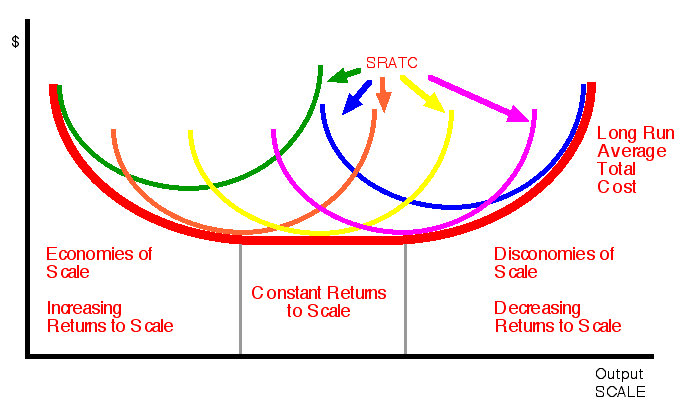 $
SRATC
Long Run
Average
Total
Cost
Economies of
Scale
Increasing
Returns to Scale
Constant Returns
to Scale
Disconomies of
Scale
Decreasing
Returns to Scale
Output
SCALE